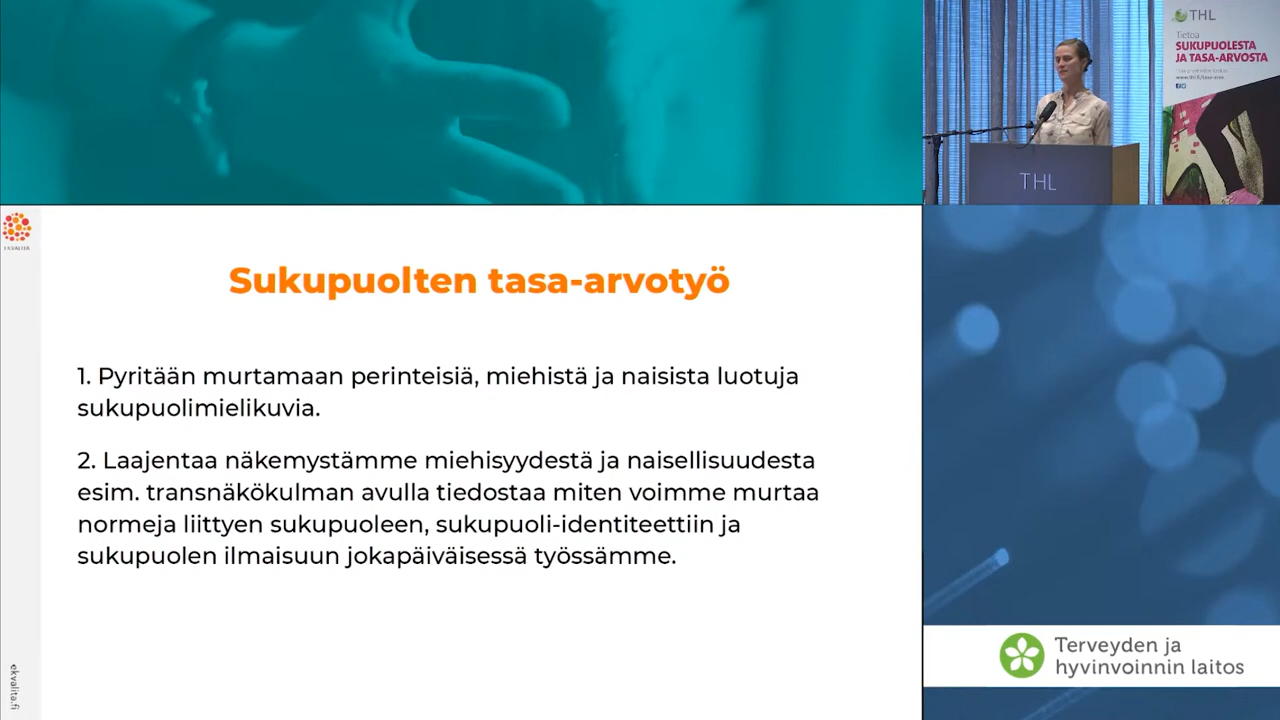 THL
Tietoa
SUKUPUOLESTA
JA TASA-ARVOSTA
THL
EKVALITA
Sukupuolten tasa-arvotyö
1. Pyritään murtamaan perinteisiä, miehistä ja naisista luotuja
sukupuolimielikuvia.
2. Laajentaa näkemystämme miehisyydestä ja naisellisuudesta
esim. transnäkökulman avulla tiedostaa miten voimme murtaa
normeja liittyen sukupuoleen, sukupuoli-identiteettiin ja
sukupuolen ilmaisuun jokapäiväisessä työssämme.
ekvalita.fi
Terveyden ja
hyvinvoinnin laitos